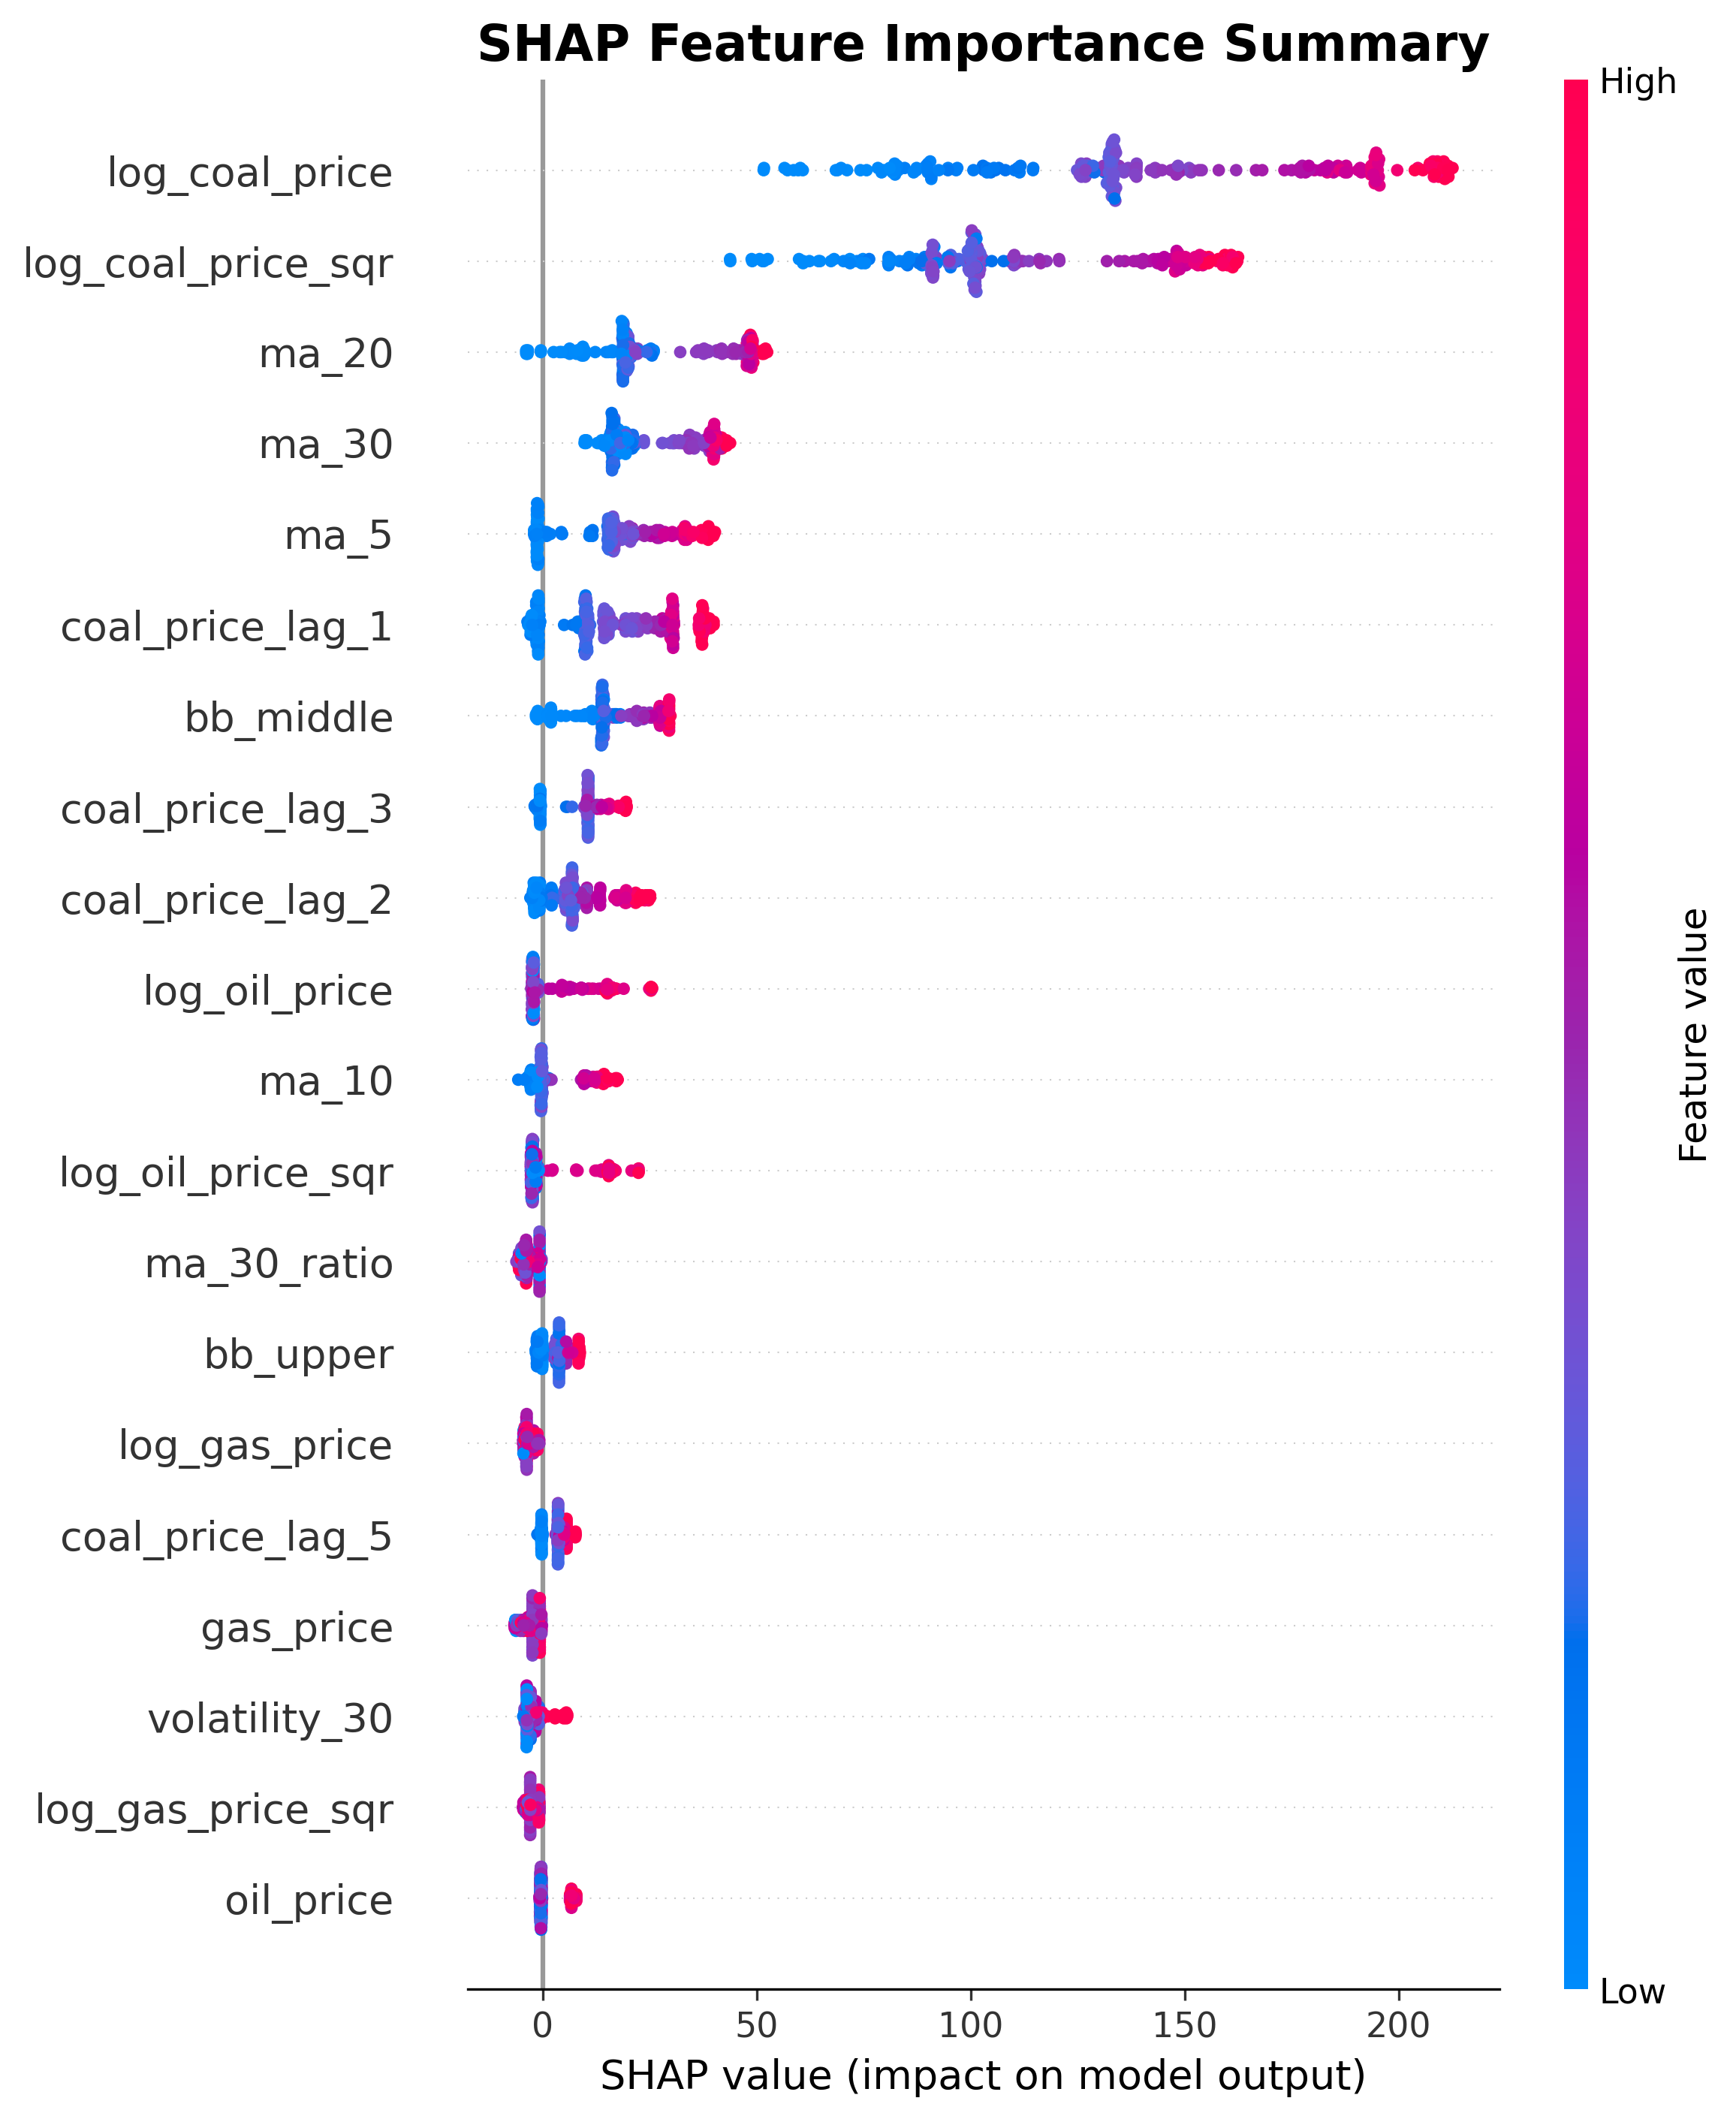 SHAP Feature Importance Summary
High
log_coal_price
log_coal_price_sqr
ma_20
ma_30
ma_5
coal_price_lag_1
bb_middle
coal_price_lag_3
coal_price_lag_2
log_oil_price
ma_10
log_oil_price_sqr
ma_30_ratio
bb_upper
log_gas_price
coal_price_lag_5
gas_price
volatility_30
log_gas_price_sqr
oil_price
Feature value
Low
0 50 100 150 200
SHAP value (impact on model output)